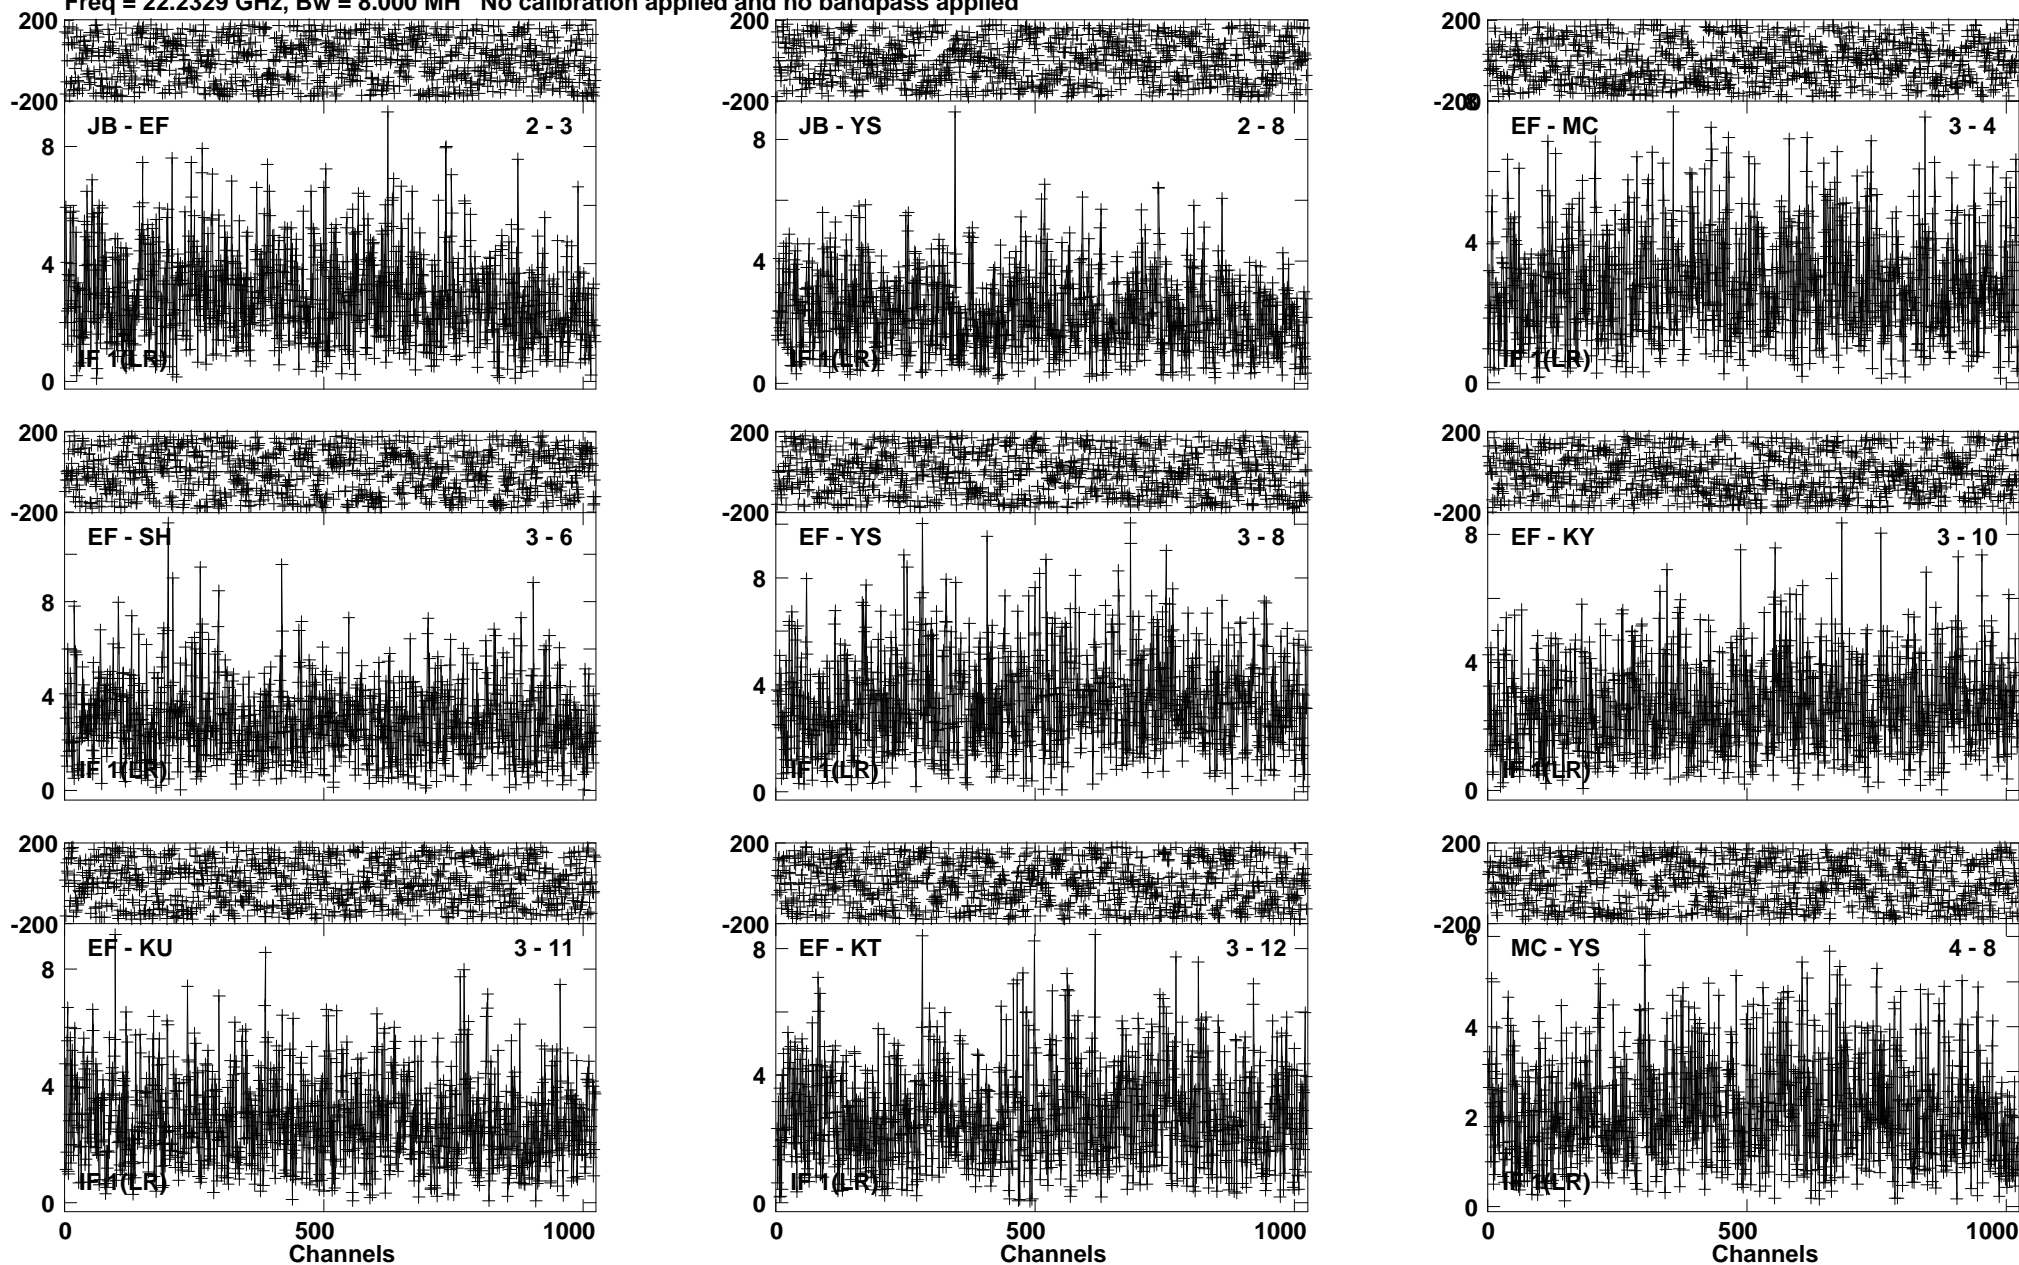 Freq = 22.2329 GHz, Bw = 8.000 MH No calibration applied and no bandpass applied
200 200 200
-200 -200 -200
JB - EF 2 - 3 JB - YS 2 - 8 EF - MC 3 - 4
8 8 8
4 4 4
IF 1(LR) IF 1(LR) IF 1(LR)
0 0 0
200 200 200
-200 -200 -200
EF - SH 3 - 6 EF - YS 3 - 8 EF - KY 3 - 10
8 8 8
4 4 4
IF 1(LR) IF 1(LR) IF 1(LR)
0 0 0
200 200 200
-200 -200 -200
6
EF - KU 3 - 11 EF - KT 3 - 12 MC - YS 4 - 8
8 8
4 4 4
2
IF 1(LR) IF 1(LR) IF 1(LR)
0 0 0
0 500 1000 0 500 1000 0 500 1000
Channels Channels Channels